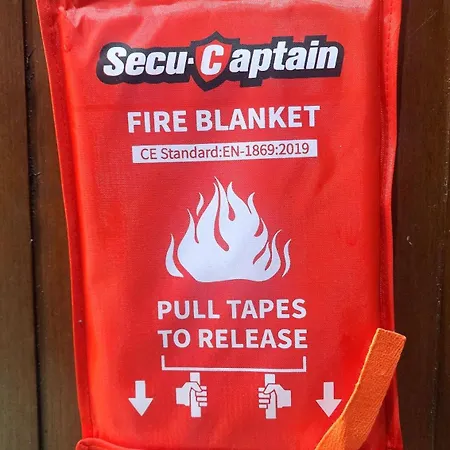 Secu-Captain
FIRE BLANKET
CE Standard:EN-1869:2019
PULL TAPES
TO RELEASE